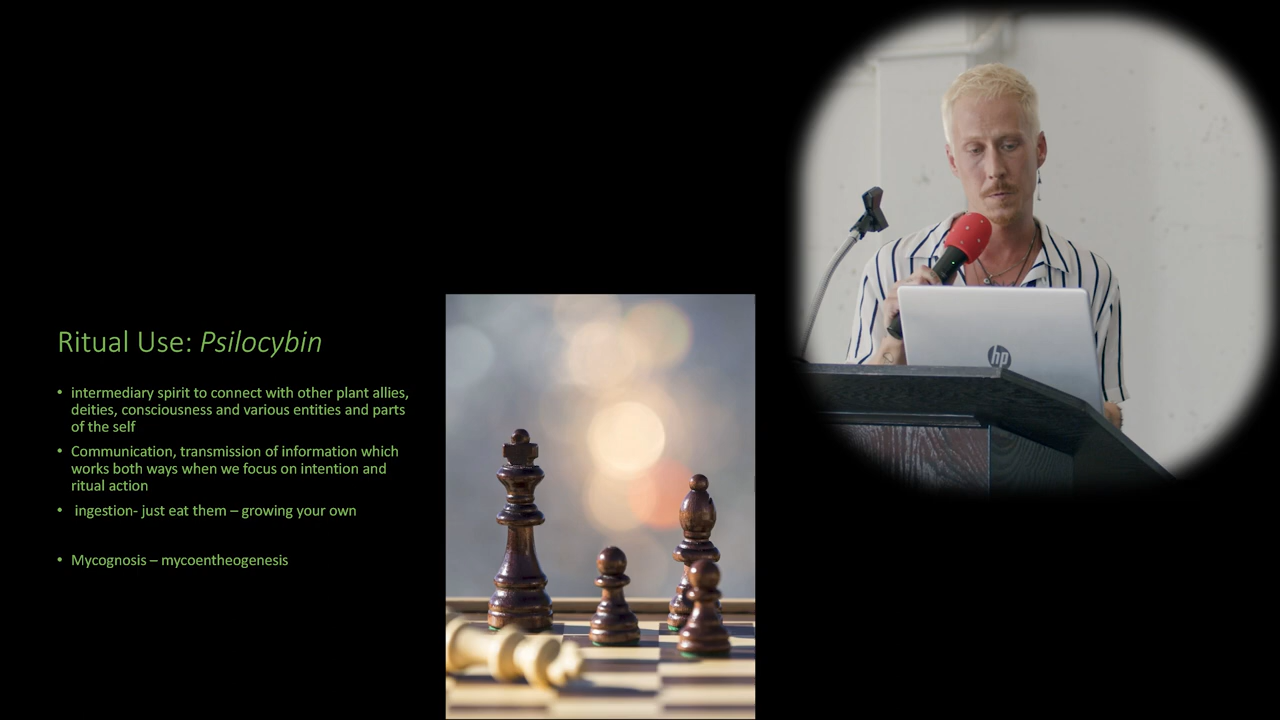 Ritual Use: Psilocybin
• intermediary spirit to connect with other plant allies,
deities, consciousness and various entities and parts
of the self
• Communication, transmission of information which
works both ways when we focus on intention and
ritual action
• ingestion- just eat them – growing your own
• Mycognosis – mycoentheogenesis
hp